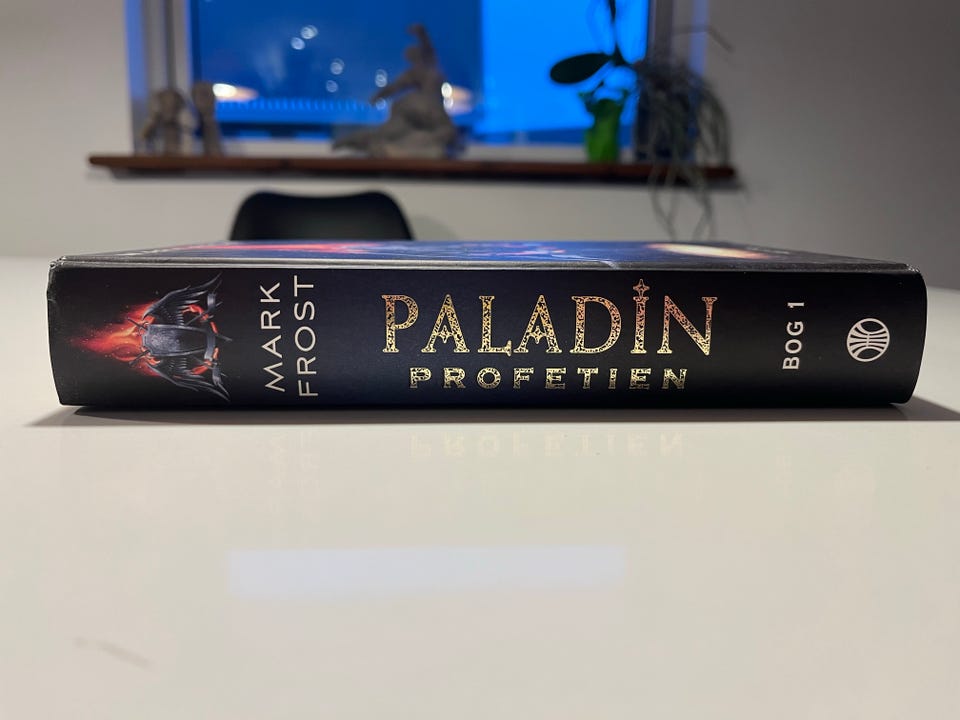 MARK
FROST
PALADIN
PROFETIEN
BOG 1